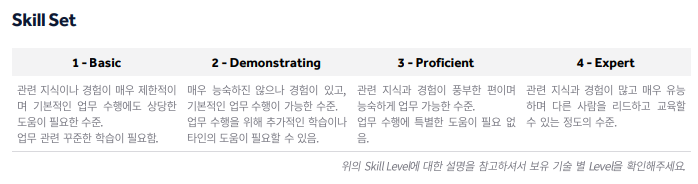 Skill Set
1 - Basic
2 - Demonstrating
3 - Proficient
4 - Expert
관련 지식이나 경험이 매우 제한적이
며 기본적인 업무 수행에도 상당한
도움이 필요한 수준.
업무 관련 꾸준한 학습이 필요함.
매우 능숙하진 않으나 경험이 있고,
기본적인 업무 수행이 가능한 수준.
업무 수행을 위해 추가적인 학습이나
타인의 도움이 필요할 수 있음.
관련 지식과 경험이 풍부한 편이며
능숙하게 업무 가능한 수준.
업무 수행에 특별한 도움이 필요 없
음.
관련 지식과 경험이 많고 매우 유능
하며 다른 사람을 리드하고 교육할
수 있는 정도의 수준.
위의 Skill Level에 대한 설명을 참고하셔서 보유 기술 별 Level을 확인해주세요.